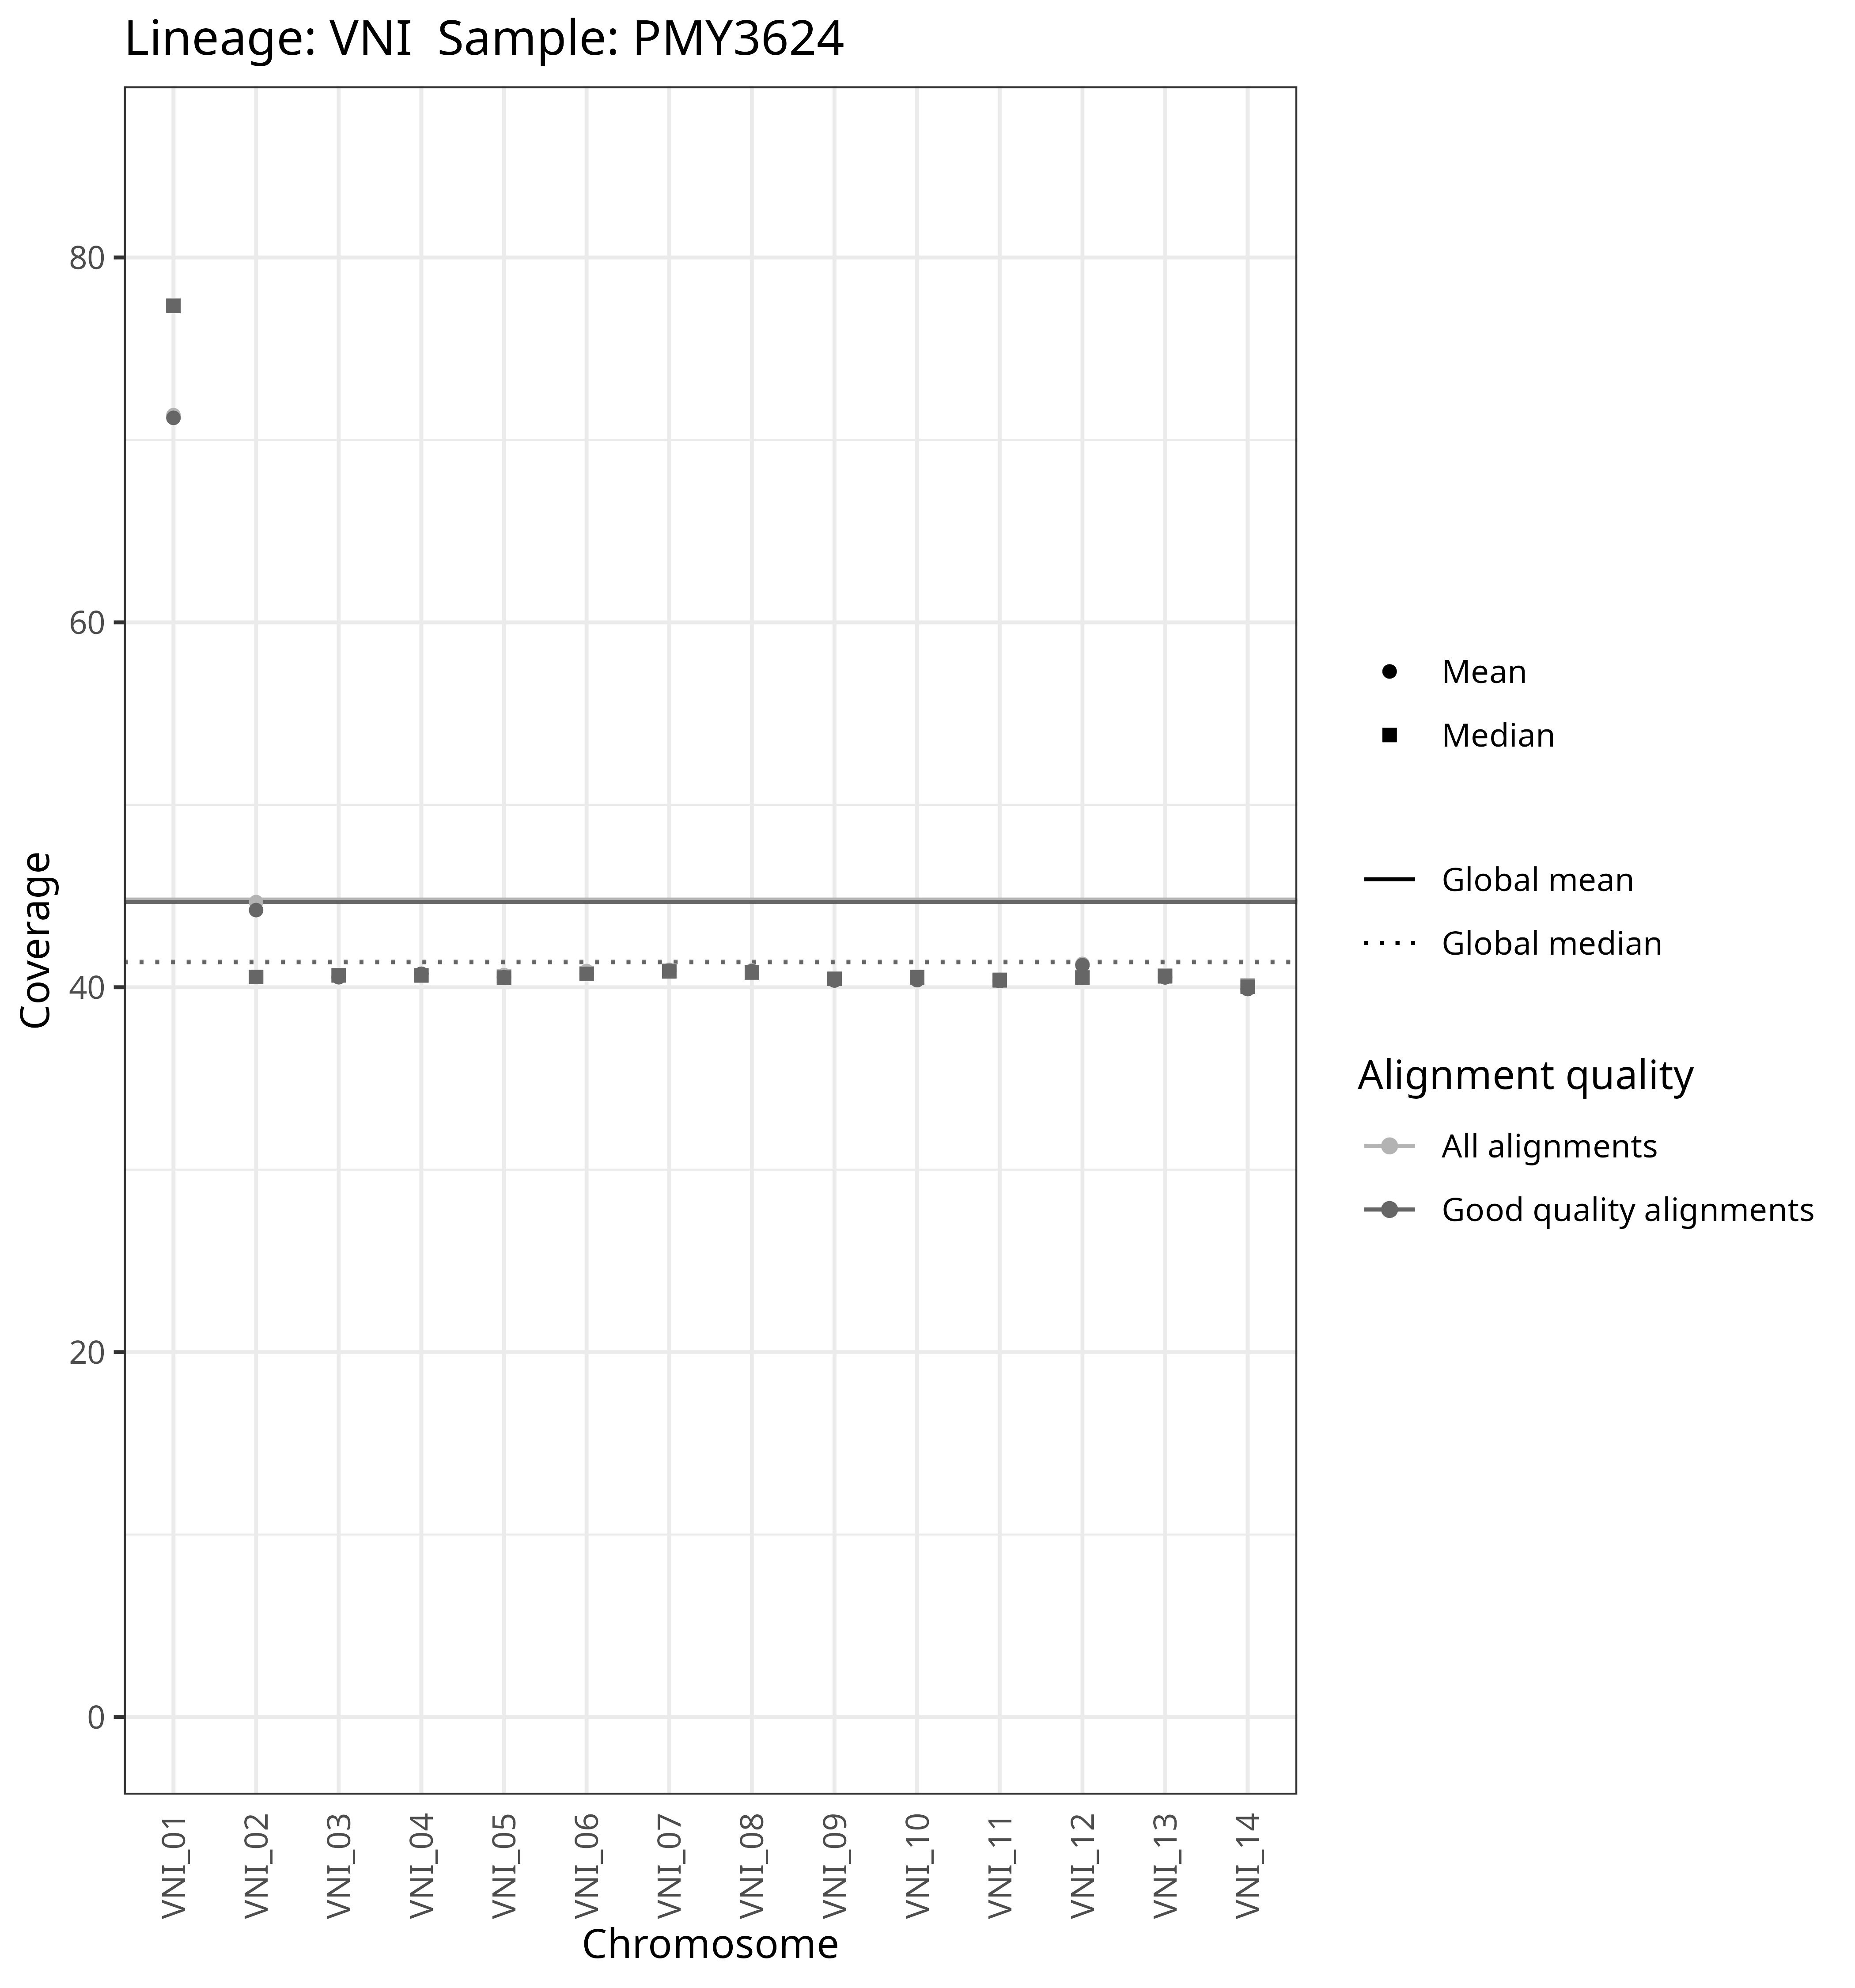 Lineage: VNI  Sample: PMY3624
80
60
40
20
0
Coverage
VNI_01
VNI_02
VNI_03
VNI_04
VNI_05
VNI_06
VNI_07
VNI_08
VNI_09
VNI_10
VNI_11
VNI_12
VNI_13
VNI_14
Chromosome
Mean
Median
Global mean
Global median
Alignment quality
All alignments
Good quality alignments